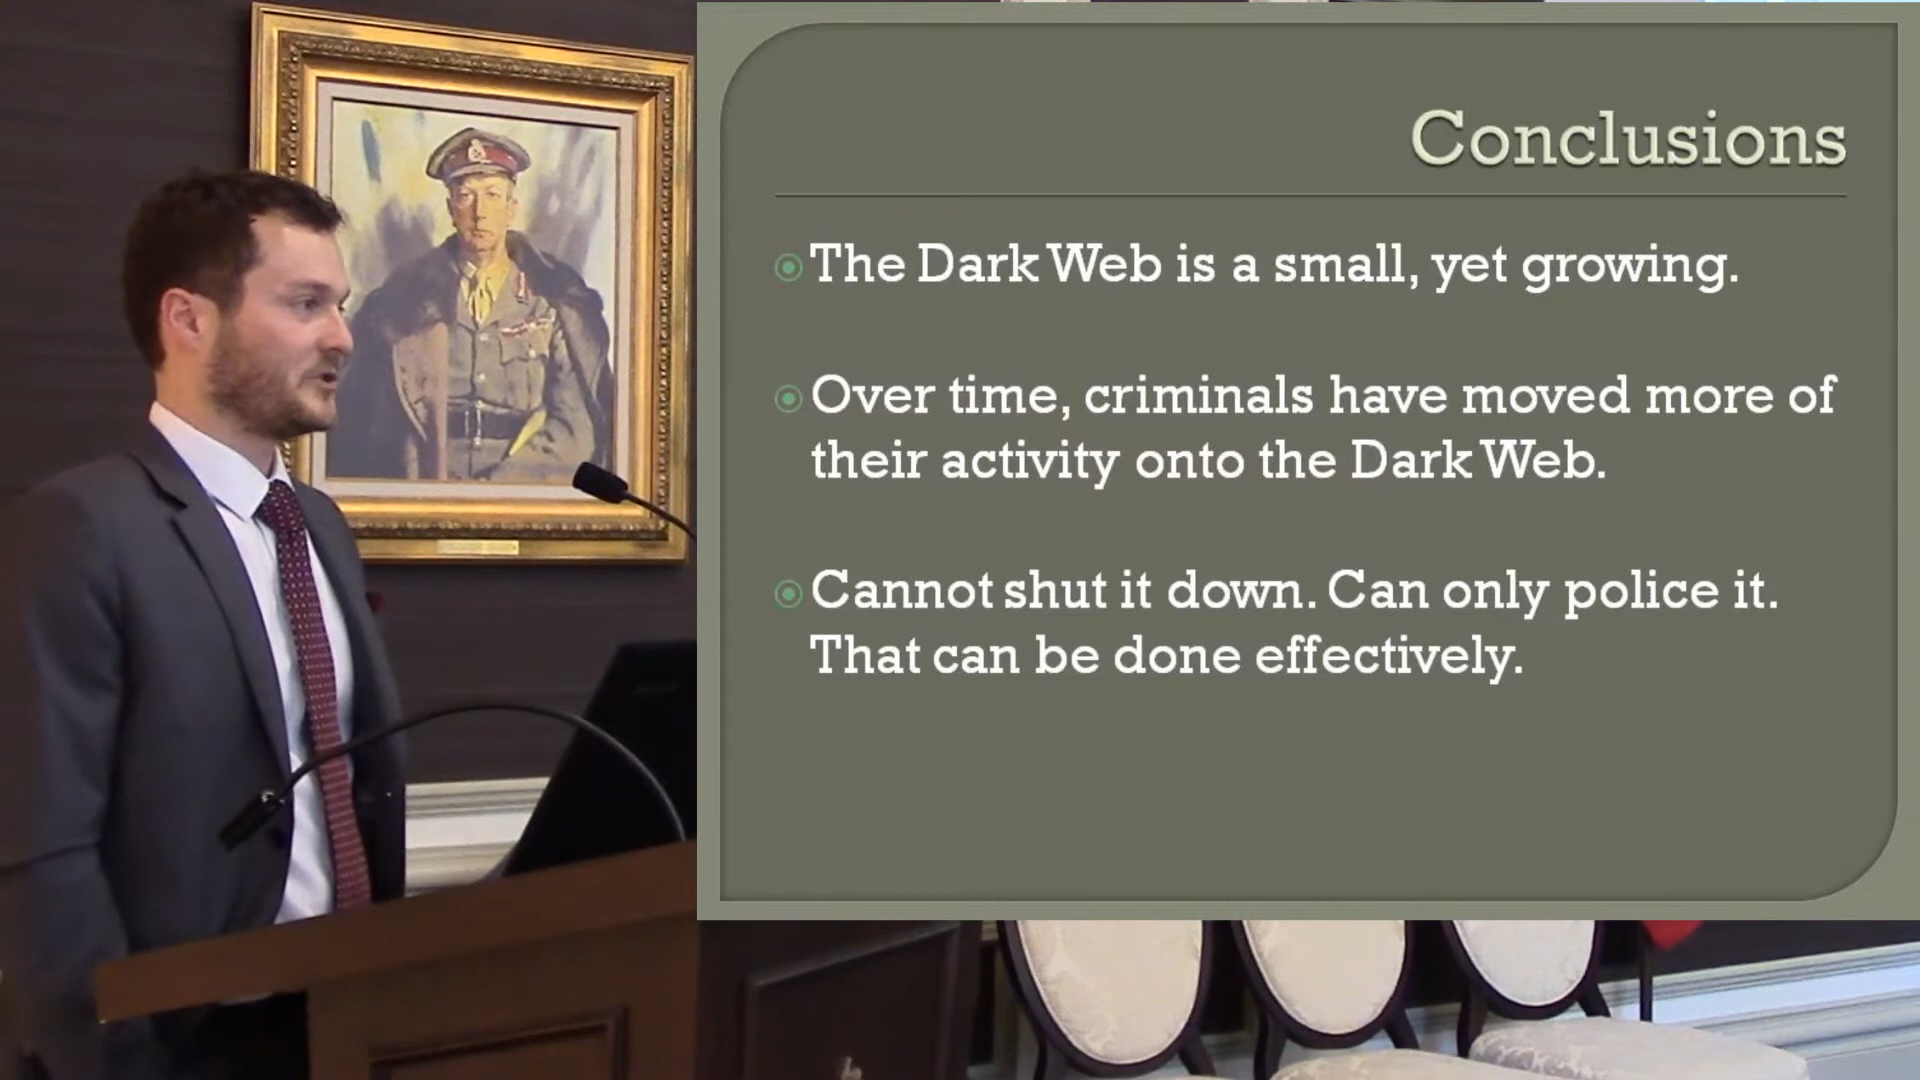 Conclusions
The Dark Web is a small, yet growing.
Over time, criminals have moved more of
their activity onto the Dark Web.
Cannot shut it down. Can only police it.
That can be done effectively.